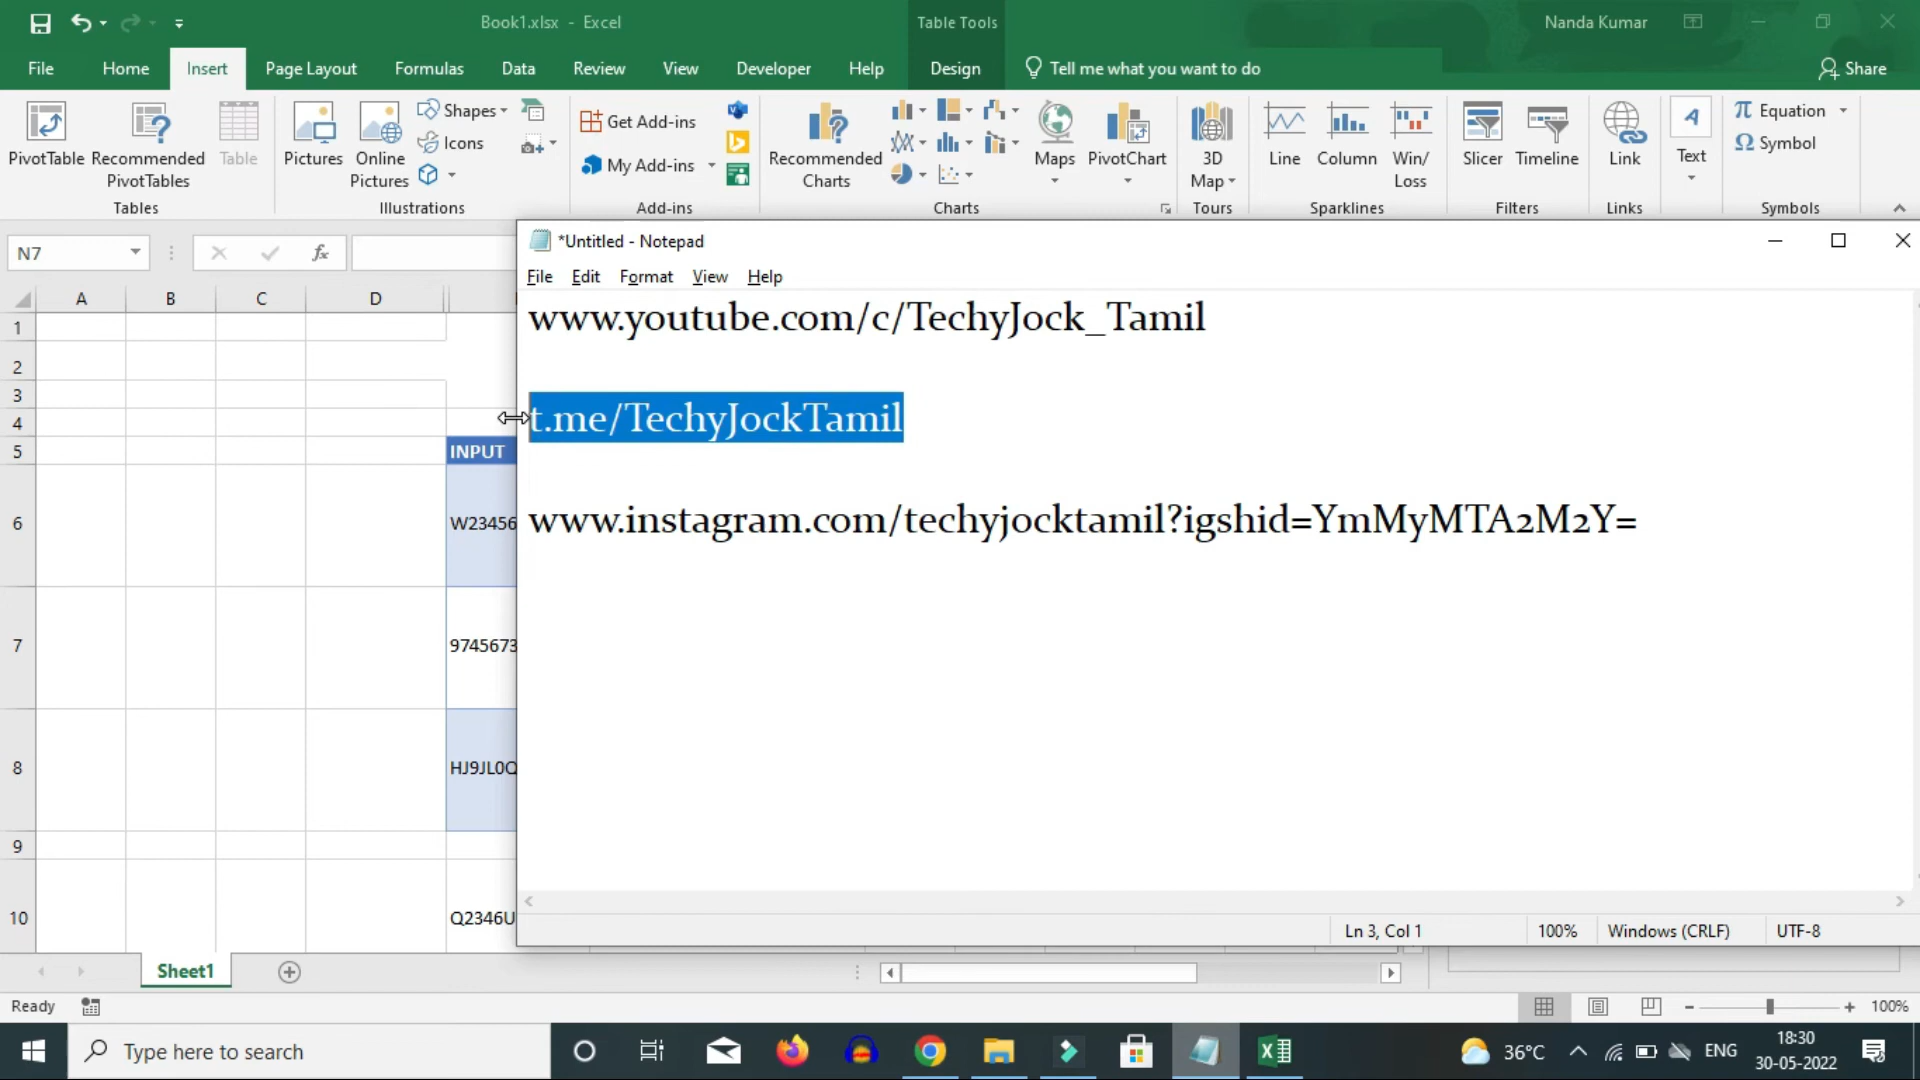 Book1.xlsx - Excel
Table Tools
Nanda Kumar
File Home Insert Page Layout Formulas Data Review View Developer Help Design Tell me what you want to do Share
PivotTable
Recommended PivotTables
Table
Pictures
Online Pictures
Shapes
Icons
Get Add-ins
My Add-ins
Recommended Charts
Maps
PivotChart
3D Map
Line
Column
Win/Loss
Slicer
Timeline
Link
Text
Equation
Symbol
Tables Illustrations Add-ins Charts Tours Sparklines Filters Links Symbols
N7
fx
*Untitled - Notepad
File Edit Format View Help
A B C D
1
2
3
4
5 INPUT
6 W23456
7 9745673
8 HJ9JL0Q
9
10 Q2346U
www.youtube.com/c/TechyJock_Tamil
t.me/TechyJockTamil
www.instagram.com/techyjocktamil?igshid=YmMyMTA2M2Y=
Ln 3, Col 1 100% Windows (CRLF) UTF-8
Sheet1
Ready
100%
Type here to search
36°C
ENG
18:30
30-05-2022